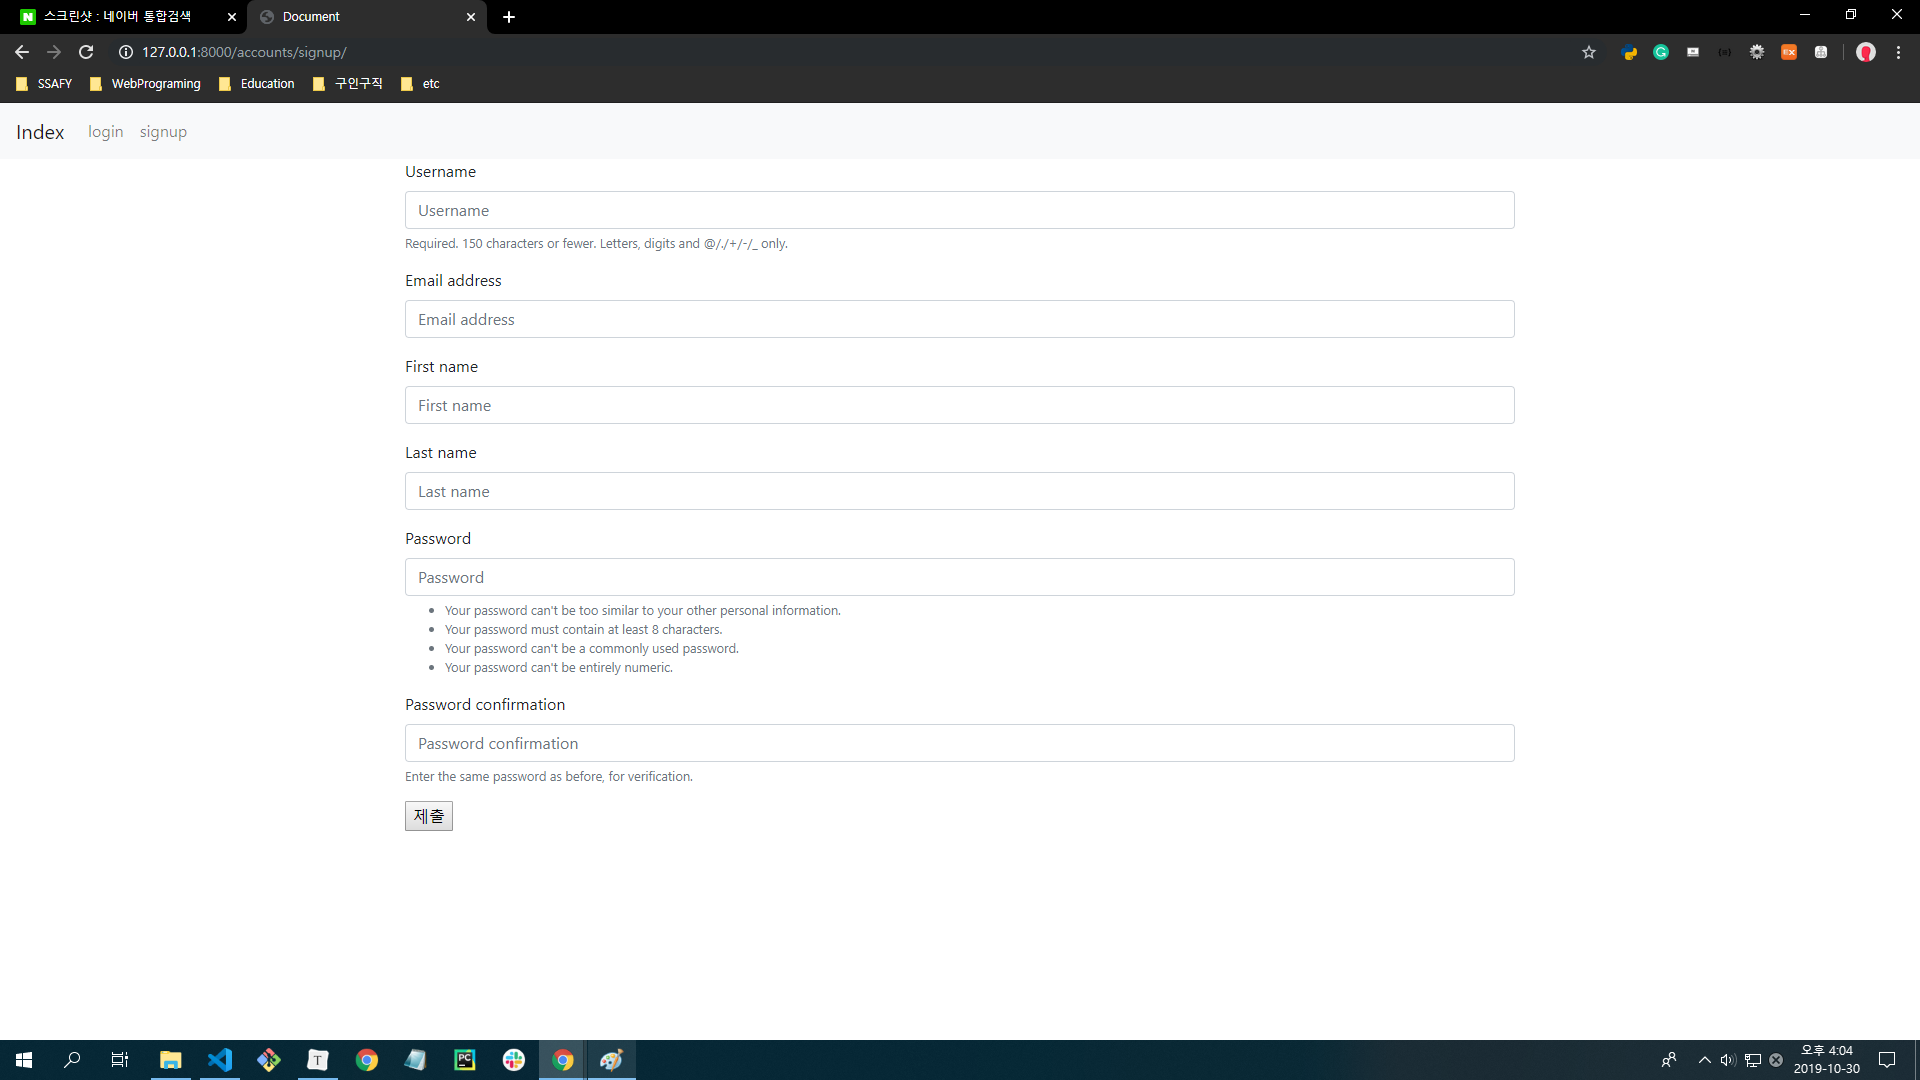 스크린샷 : 네이버 통합검색
Document
127.0.0.1:8000/accounts/signup/
SSAFY
WebPrograming
Education
구인구직
etc
Index
login
signup
Username
Username
Required. 150 characters or fewer. Letters, digits and @/./+/-/_ only.
Email address
Email address
First name
First name
Last name
Last name
Password
Password
Your password can't be too similar to your other personal information.
Your password must contain at least 8 characters.
Your password can't be a commonly used password.
Your password can't be entirely numeric.
Password confirmation
Password confirmation
Enter the same password as before, for verification.
제출
오후 4:04
2019-10-30